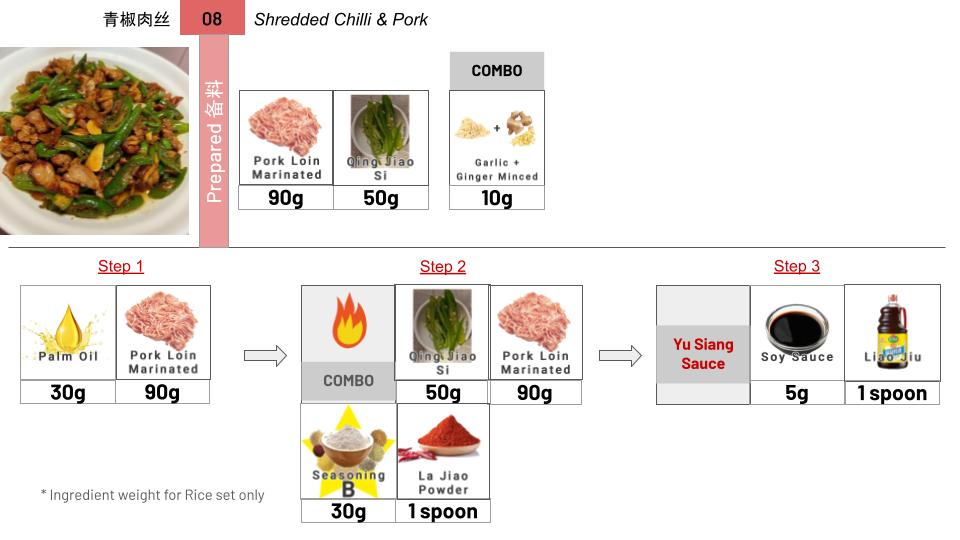 青椒肉丝
08
Shredded Chilli & Pork
Prepared 备料
COMBO
Pork Loin
Marinated
Qing Jiao
Si
Garlic +
Ginger Minced
+
90g
50g
10g
Step 1
Step 2
Step 3
Palm Oil
Pork Loin
Marinated
30g
90g
COMBO
Qing Jiao
Si
Pork Loin
Marinated
50g
90g
Seasoning
B
La Jiao
Powder
30g
1 spoon
Yu Siang
Sauce
Soy Sauce
Liao Jiu
5g
1 spoon
* Ingredient weight for Rice set only